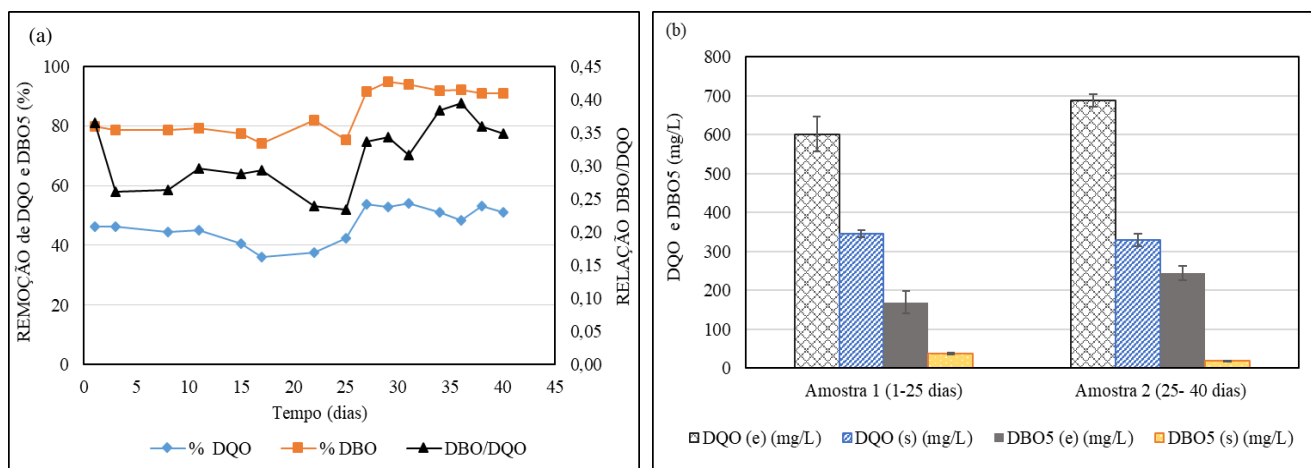 (a)
REMOÇÃO de DQO e DBO5 (%)
100
80
60
40
20
0
0,45
0,40
0,35
0,30
0,25
0,20
0,15
0,10
0,05
0,00
RELAÇÃO DBO/DQO
0 5 10 15 20 25 30 35 40 45
Tempo (dias)
% DQO % DBO DBO/DQO
(b)
DQO e DBO5 (mg/L)
800
700
600
500
400
300
200
100
0
Amostra 1 (1-25 dias) Amostra 2 (25- 40 dias)
DQO (e) (mg/L) DQO (s) (mg/L) DBO5 (e) (mg/L) DBO5 (s) (mg/L)